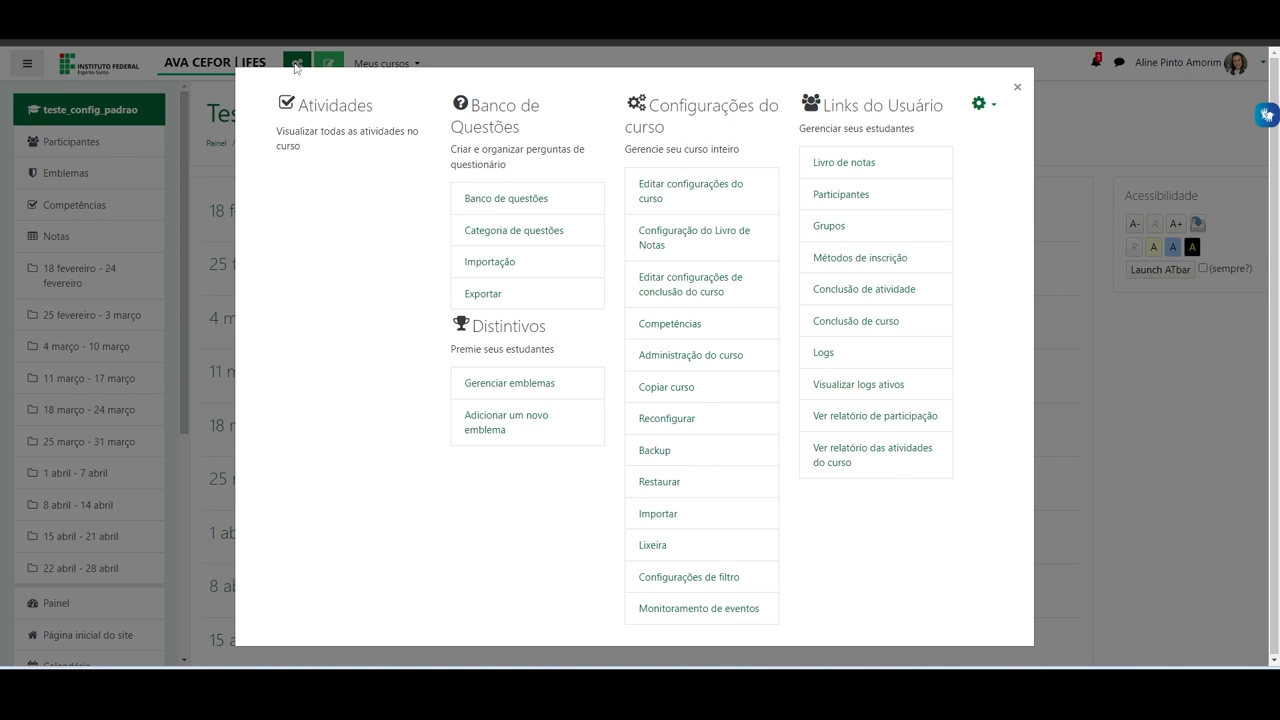 INSTITUTO FEDERAL
Espírito Santo
AVA CEFOR | IFES
Meus cursos
1
Aline Pinto Amorim
teste_config_padrao
Participantes
Emblemas
Competências
Notas
18 fevereiro - 24
fevereiro
25 fevereiro - 3 março
4 março - 10 março
11 março - 17 março
18 março - 24 março
25 março - 31 março
1 abril - 7 abril
8 abril - 14 abril
15 abril - 21 abril
22 abril - 28 abril
Painel
Página inicial do site
Calendário
Tes
Painel /
18 f
25 f
4 m
11 m
18 m
25 m
1 ab
8 ab
15 a
Atividades
Visualizar todas as atividades no
curso
Banco de
Questões
Criar e organizar perguntas de
questionário
Banco de questões
Categoria de questões
Importação
Exportar
Distintivos
Premie seus estudantes
Gerenciar emblemas
Adicionar um novo
emblema
Configurações do
curso
Gerencie seu curso inteiro
Editar configurações do
curso
Configuração do Livro de
Notas
Editar configurações de
conclusão do curso
Competências
Administração do curso
Copiar curso
Reconfigurar
Backup
Restaurar
Importar
Lixeira
Configurações de filtro
Monitoramento de eventos
Links do Usuário
Gerenciar seus estudantes
Livro de notas
Participantes
Grupos
Métodos de inscrição
Conclusão de atividade
Conclusão de curso
Logs
Visualizar logs ativos
Ver relatório de participação
Ver relatório das atividades
do curso
×
Acessibilidade
A- A A+
R A A A
Launch ATbar (sempre?)